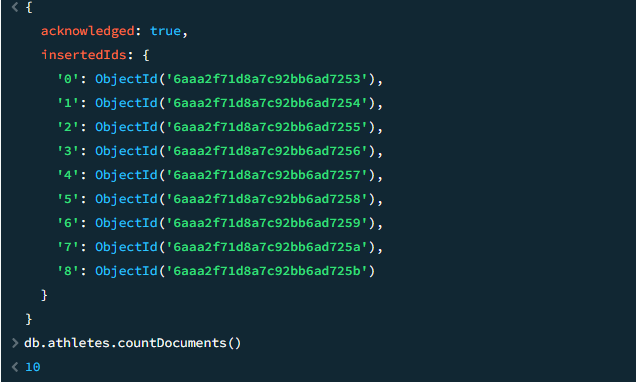 < {
acknowledged: true,
insertedIds: {
'0': ObjectId('6aaa2f71d8a7c92bb6ad7253'),
'1': ObjectId('6aaa2f71d8a7c92bb6ad7254'),
'2': ObjectId('6aaa2f71d8a7c92bb6ad7255'),
'3': ObjectId('6aaa2f71d8a7c92bb6ad7256'),
'4': ObjectId('6aaa2f71d8a7c92bb6ad7257'),
'5': ObjectId('6aaa2f71d8a7c92bb6ad7258'),
'6': ObjectId('6aaa2f71d8a7c92bb6ad7259'),
'7': ObjectId('6aaa2f71d8a7c92bb6ad725a'),
'8': ObjectId('6aaa2f71d8a7c92bb6ad725b')
}
}
> db.athletes.countDocuments()
< 10